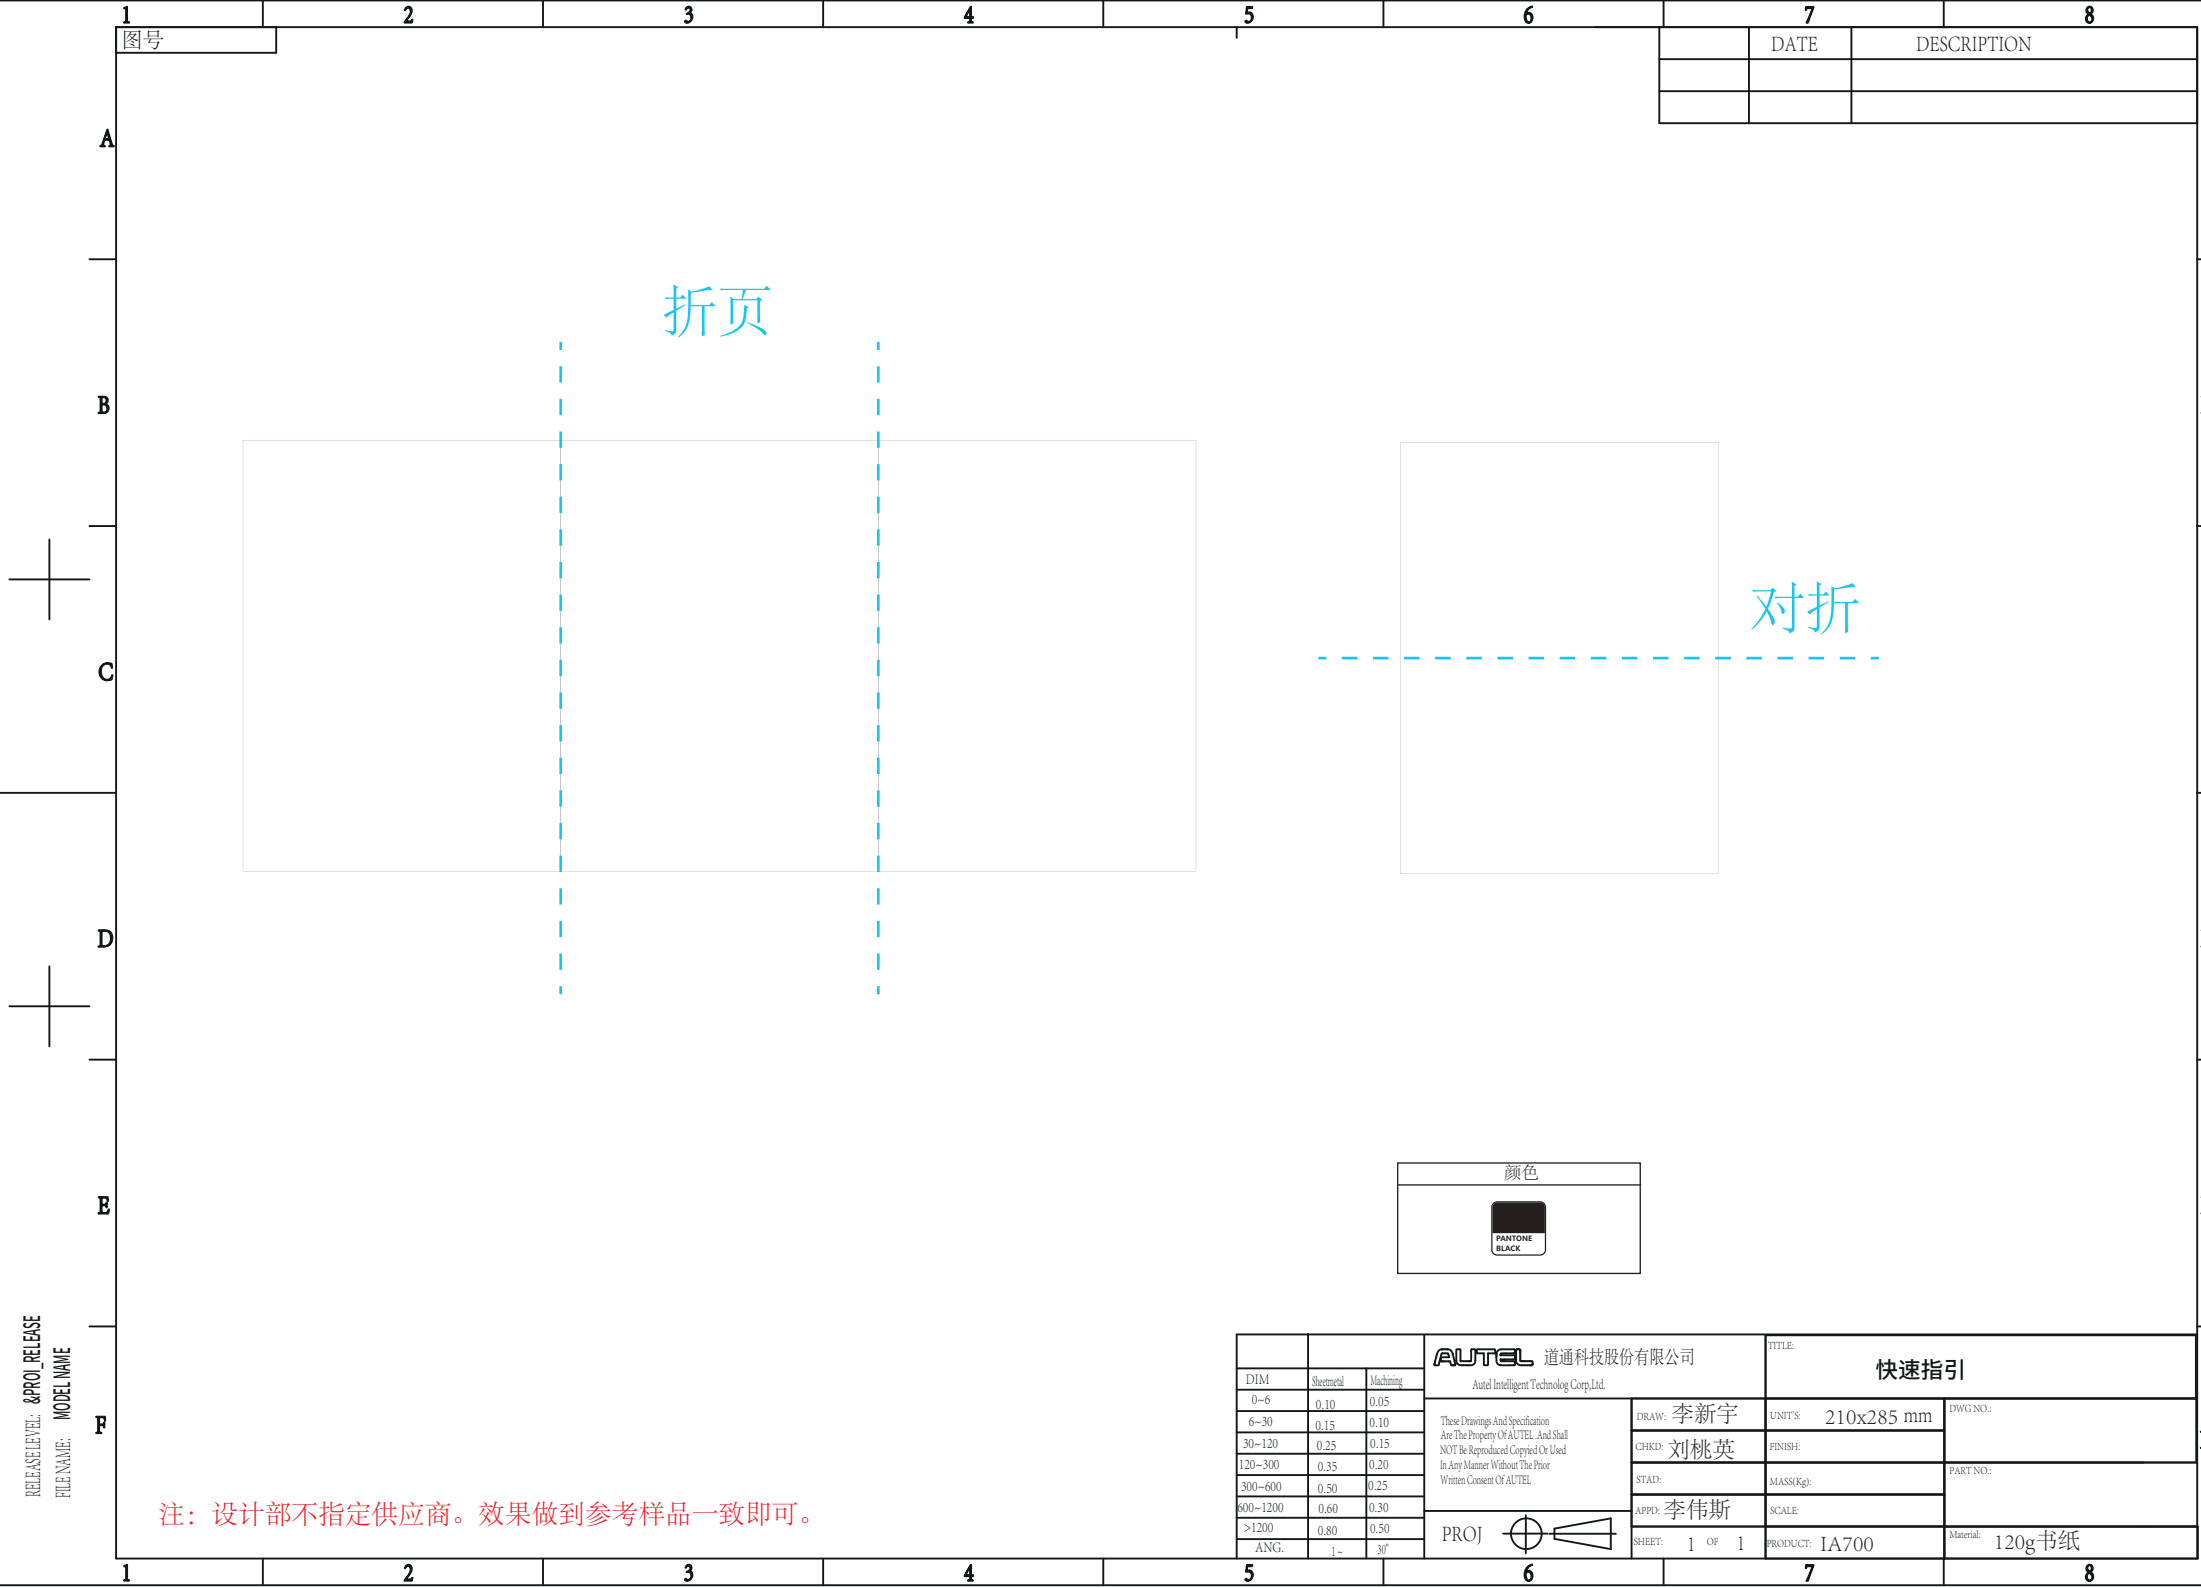 1 2 3 4 5 6 7 8
图号
DATE DESCRIPTION
A
折页
B
对折
C
D
颜色
E
PANTONE
BLACK
RELEASE LEVEL: &PROI_RELEASE
FILE NAME: MODEL NAME
F
注：设计部不指定供应商。效果做到参考样品一致即可。
DIM Sheetmetal Machining
0~6 0.10 0.05
6~30 0.15 0.10
30~120 0.25 0.15
120~300 0.35 0.20
300~600 0.50 0.25
600~1200 0.60 0.30
>1200 0.80 0.50
ANG. 1~ 30"
AUTEL 道通科技股份有限公司
Autel Intelligent Technolog Corp,Ltd.
These Drawings And Specification
Are The Property Of AUTEL .And Shall
NOT Be Reproduced Copyied Or Used
In Any Manner Without The Prior
Written Consent Of AUTEL
PROJ
TITLE:
快速指引
DRAW: 李新宇
CHKD: 刘桃英
STAD:
APPD: 李伟斯
SHEET: 1 OF 1
UNIT'S: 210x285 mm
FINISH:
MASS(Kg):
SCALE:
PRODUCT: IA700
DWG NO.:
PART NO.:
Material: 120g书纸
1 2 3 4 5 6 7 8